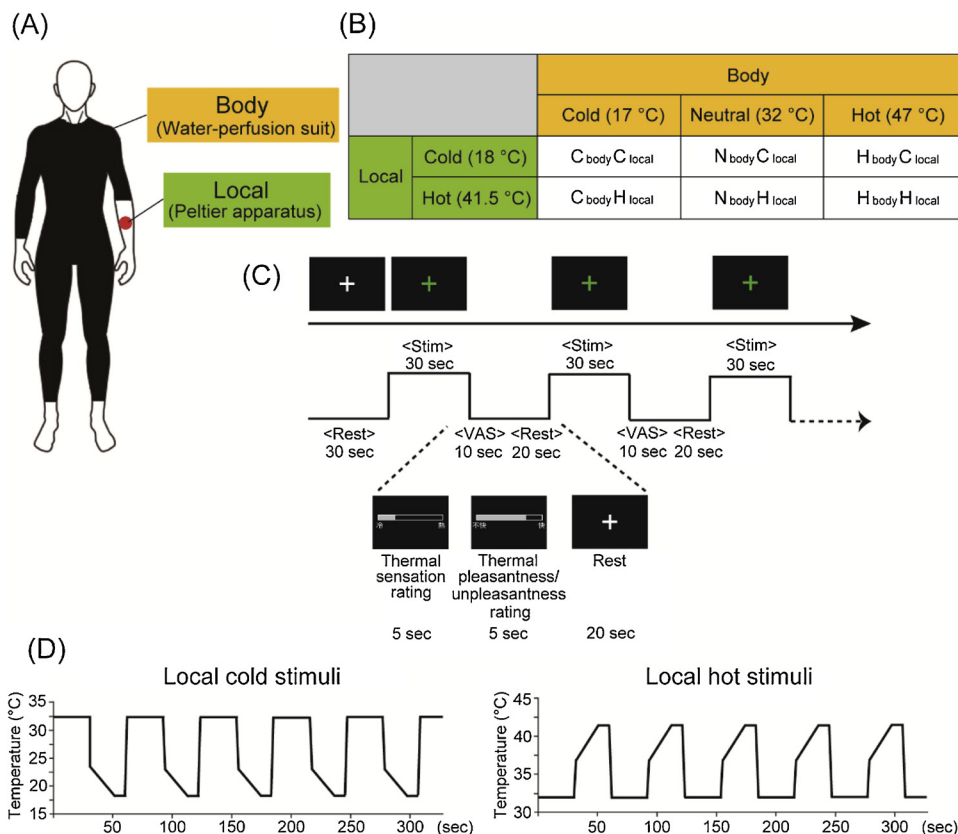 (A)
Body
(Water-perfusion suit)
Local
(Peltier apparatus)
(B)
Body
Cold (17 °C) Neutral (32 °C) Hot (47 °C)
Local
Cold (18 °C) C body C local N body C local H body C local
Hot (41.5 °C) C body H local N body H local H body H local
(C)
<Stim> <Stim> <Stim>
30 sec 30 sec 30 sec
<Rest> <VAS> <Rest> <VAS> <Rest>
30 sec 10 sec 20 sec 10 sec 20 sec
冷 熱 不快 快
Thermal sensation rating
Thermal pleasantness/ unpleasantness rating
Rest
5 sec 5 sec 20 sec
(D)
Local cold stimuli
Temperature (°C)
35
30
25
20
15
50 100 150 200 250 300 (sec)
Local hot stimuli
Temperature (°C)
45
40
35
30
50 100 150 200 250 300 (sec)